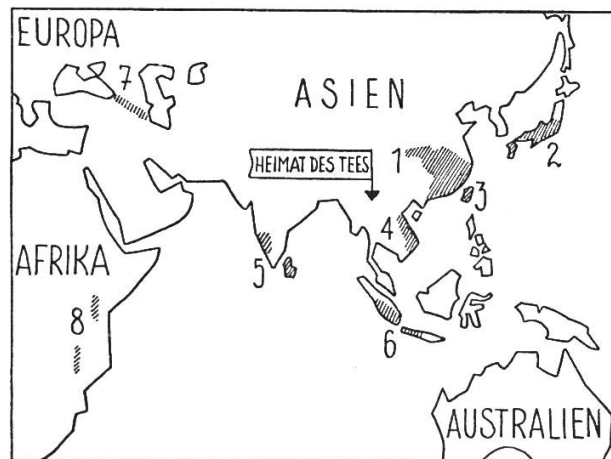 EUROPA
7
ASIEN
1
2
HEIMAT DES TEES
3
4
AFRIKA
5
8
6
AUSTRALIEN